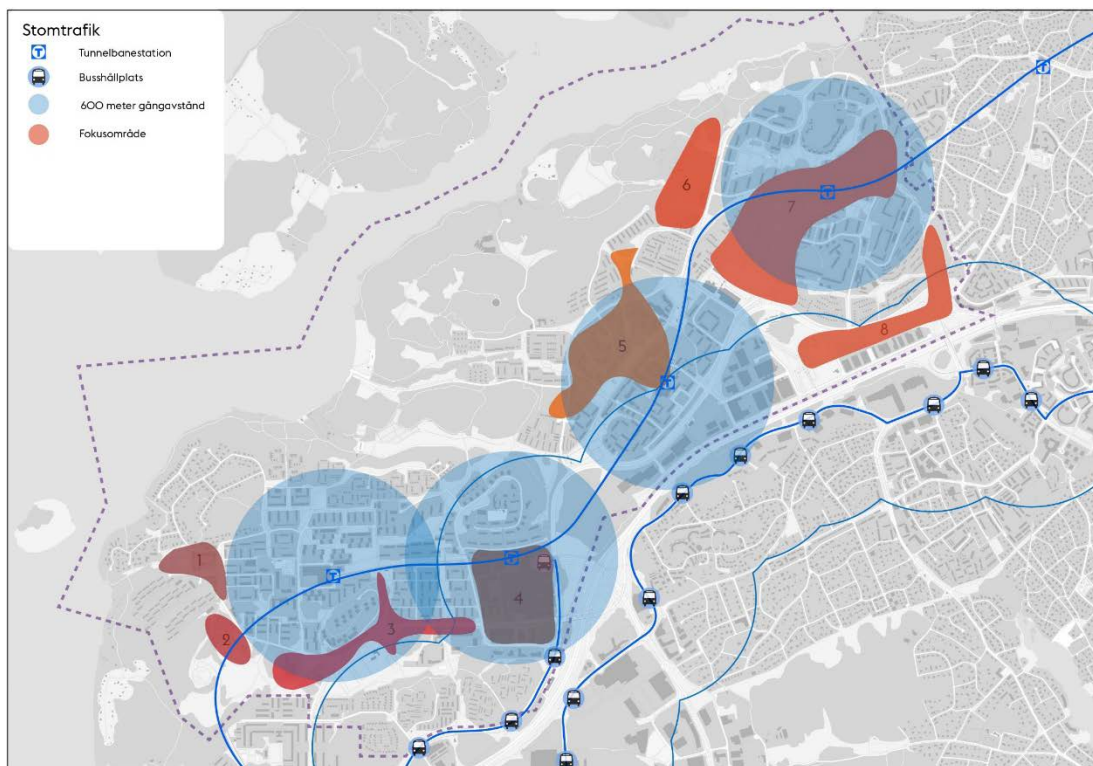 Stomtrafik
Tunnelbanestation
Busshållplats
600 meter gångavstånd
Fokusområde
6
7
8
5
1
2
3
4
T
T
T
T
T
T